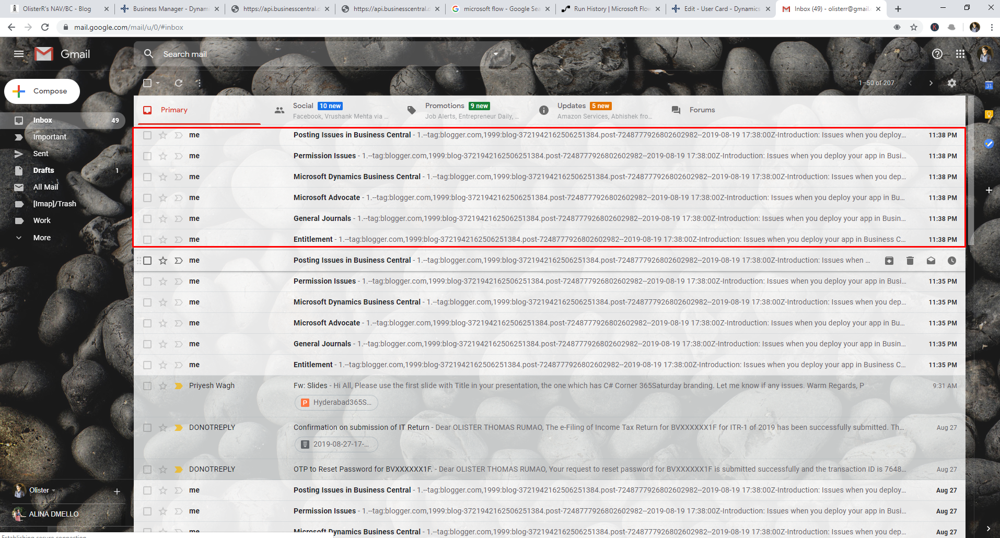 OlisterR's NAV/BC - Blog
Business Manager - Dynami
https://api.businesscentral.d
https://api.businesscentral.c
microsoft flow - Google Sea
Run History | Microsoft Flow
Edit - User Card - Dynamics
Inbox (49) - olisterr@gmail.
mail.google.com/mail/u/0/#inbox
K
Gmail
Search mail
Compose
1–50 of 207
31
Primary
Social 10 new
Facebook, Vrushank Mehta via ...
Promotions 9 new
Job Alerts, Entrepreneur Daily, ...
Updates 5 new
Amazon Services, Abhishek fro...
Forums
Inbox 49
Important
Sent
Drafts 1
All Mail
[Imap]/Trash
Work
More
me Posting Issues in Business Central - 1.--tag:blogger.com,1999:blog-3721942162506251384.post-7248777926802602982--2019-08-19 17:38:00Z-Introduction: Issues when you deploy... 11:38 PM
me Permission Issues - 1.--tag:blogger.com,1999:blog-3721942162506251384.post-7248777926802602982--2019-08-19 17:38:00Z-Introduction: Issues when you deploy your app in Busi... 11:38 PM
me Microsoft Dynamics Business Central - 1.--tag:blogger.com,1999:blog-3721942162506251384.post-7248777926802602982--2019-08-19 17:38:00Z-Introduction: Issues when you dep... 11:38 PM
me Microsoft Advocate - 1.--tag:blogger.com,1999:blog-3721942162506251384.post-7248777926802602982--2019-08-19 17:38:00Z-Introduction: Issues when you deploy your app in Bu... 11:38 PM
me General Journals - 1.--tag:blogger.com,1999:blog-3721942162506251384.post-7248777926802602982--2019-08-19 17:38:00Z-Introduction: Issues when you deploy your app in Busin... 11:38 PM
me Entitlement - 1.--tag:blogger.com,1999:blog-3721942162506251384.post-7248777926802602982--2019-08-19 17:38:00Z-Introduction: Issues when you deploy your app in Business C... 11:38 PM
me Posting Issues in Business Central - 1.--tag:blogger.com,1999:blog-3721942162506251384.post-7248777926802602982--2019-08-19 17:38:00Z-Introduction: Issues when ...
me Permission Issues - 1.--tag:blogger.com,1999:blog-3721942162506251384.post-7248777926802602982--2019-08-19 17:38:00Z-Introduction: Issues when you deploy your app in Busi... 11:35 PM
me Microsoft Dynamics Business Central - 1.--tag:blogger.com,1999:blog-3721942162506251384.post-7248777926802602982--2019-08-19 17:38:00Z-Introduction: Issues when you dep... 11:35 PM
me Microsoft Advocate - 1.--tag:blogger.com,1999:blog-3721942162506251384.post-7248777926802602982--2019-08-19 17:38:00Z-Introduction: Issues when you deploy your app in Bu... 11:35 PM
me General Journals - 1.--tag:blogger.com,1999:blog-3721942162506251384.post-7248777926802602982--2019-08-19 17:38:00Z-Introduction: Issues when you deploy your app in Busin... 11:35 PM
me Entitlement - 1.--tag:blogger.com,1999:blog-3721942162506251384.post-7248777926802602982--2019-08-19 17:38:00Z-Introduction: Issues when you deploy your app in Business C... 11:35 PM
Priyesh Wagh Fw: Slides - Hi All, Please use the first slide with Title in your presentation, the one which has C# Corner 365Saturday branding. Let me know if any issues. Warm Regards, P 9:31 AM
P Hyderabad365S...
DONOTREPLY Confirmation on submission of IT Return - Dear OLISTER THOMAS RUMAO, The e-Filing of Income Tax Return for BVXXXXXX1F for ITR-1 of 2019 has been successfully submitted. Th... Aug 27
2019-08-27-17-...
DONOTREPLY OTP to Reset Password for BVXXXXXX1F. - Dear OLISTER THOMAS RUMAO, Your request to reset password for BVXXXXXX1F is submitted successfully and the transaction ID is 7648... Aug 27
me Posting Issues in Business Central - 1.--tag:blogger.com,1999:blog-3721942162506251384.post-7248777926802602982--2019-08-19 17:38:00Z-Introduction: Issues when you deploy... Aug 27
me Permission Issues - 1.--tag:blogger.com,1999:blog-3721942162506251384.post-7248777926802602982--2019-08-19 17:38:00Z-Introduction: Issues when you deploy your app in Busi... Aug 27
me Microsoft Dynamics Business Central - 1.--tag:blogger.com,1999:blog-3721942162506251384.post-7248777926802602982--2019-08-19 17:38:00Z-Introduction: Issues when you dep... Aug 27
Olister
ALINA DMELLO
Establishing secure connection